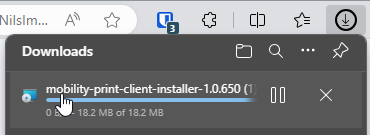 NilsIm...
A
3
Downloads
mobility-print-client-installer-1.0.650 (1)
0 B/s - 18.2 MB of 18.2 MB